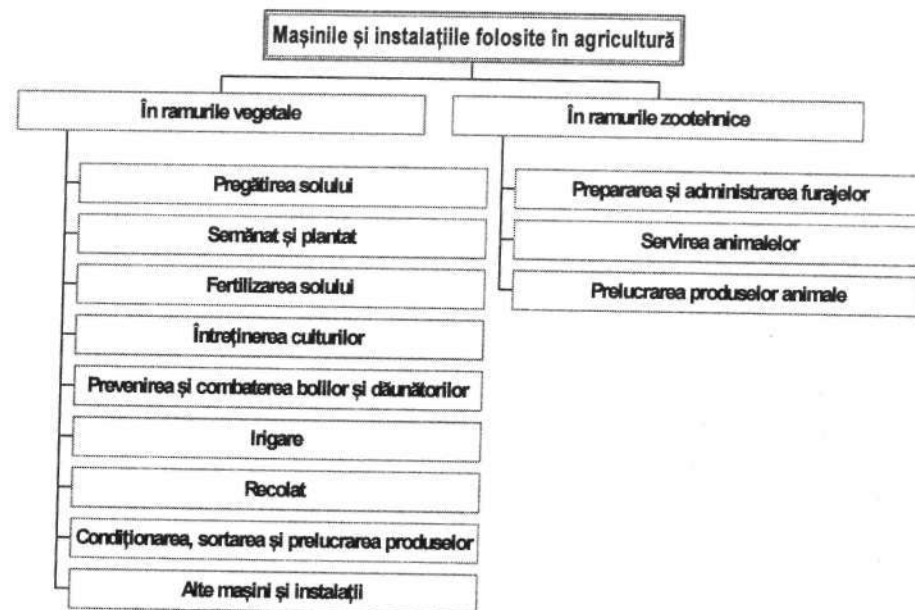 Mașinile și instalațiile folosite în agricultură
În ramurile vegetale
Pregătirea solului
Semănat și plantat
Fertilizarea solului
Întreținerea culturilor
Prevenirea și combaterea bolilor și dăunătorilor
Irigare
Recolat
Condiționarea, sortarea și prelucrarea produselor
Alte mașini și instalații
În ramurile zootehnice
Prepararea și administrarea furajelor
Servirea animalelor
Prelucrarea produselor animale